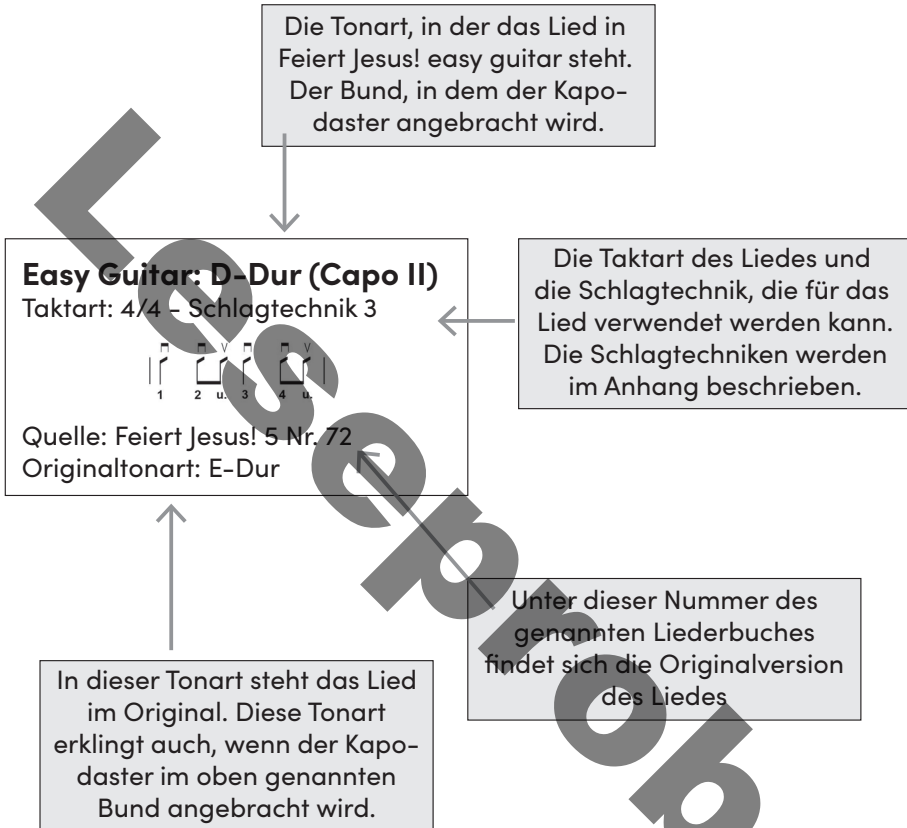 Die Tonart, in der das Lied in
Feiert Jesus! easy guitar steht.
Der Bund, in dem der Kapo-
daster angebracht wird.
Easy Guitar: D-Dur (Capo II)
Taktart: 4/4 – Schlagtechnik 3
1 2 u. 3 4 u.
Quelle: Feiert Jesus! 5 Nr. 72
Originaltonart: E-Dur
Die Taktart des Liedes und
die Schlagtechnik, die für das
Lied verwendet werden kann.
Die Schlagtechniken werden
im Anhang beschrieben.
Unter dieser Nummer des
genannten Liederbuches
findet sich die Originalversion
des Liedes
In dieser Tonart steht das Lied
im Original. Diese Tonart
erklingt auch, wenn der Kapo-
daster im oben genannten
Bund angebracht wird.
Leseprob